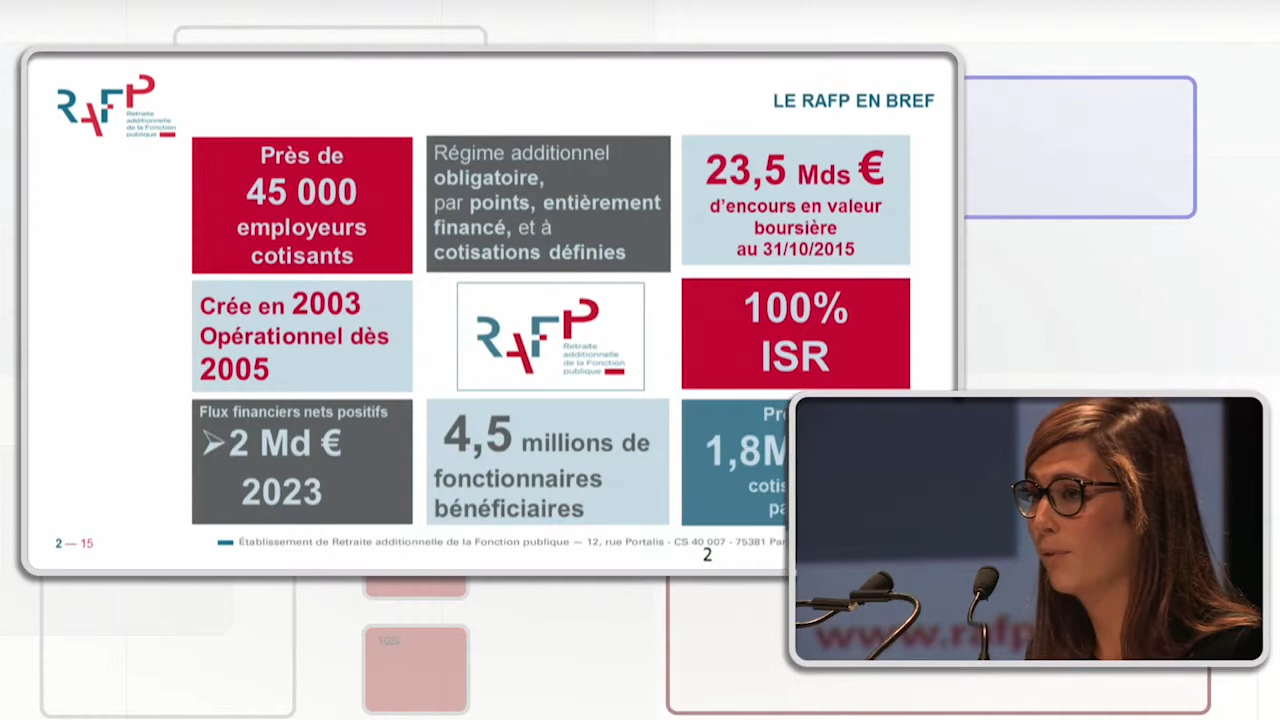 RAFP
Retraite
additionnelle
de la Fonction
publique
LE RAFP EN BREF
Près de
45 000
employeurs
cotisants
Régime additionnel
obligatoire,
par points, entièrement
financé, et à
cotisations définies
23,5 Mds €
d'encours en valeur
boursière
au 31/10/2015
Crée en 2003
Opérationnel dès
2005
RAFP
Retraite
additionnelle
de la Fonction
publique
100%
ISR
Flux financiers nets positifs
➢2 Md €
2023
4,5 millions de
fonctionnaires
bénéficiaires
1,8M
2 — 15
Établissement de Retraite additionnelle de la Fonction publique — 12, rue Portalis - CS 40 007 - 75381 Par
2
www.rafp